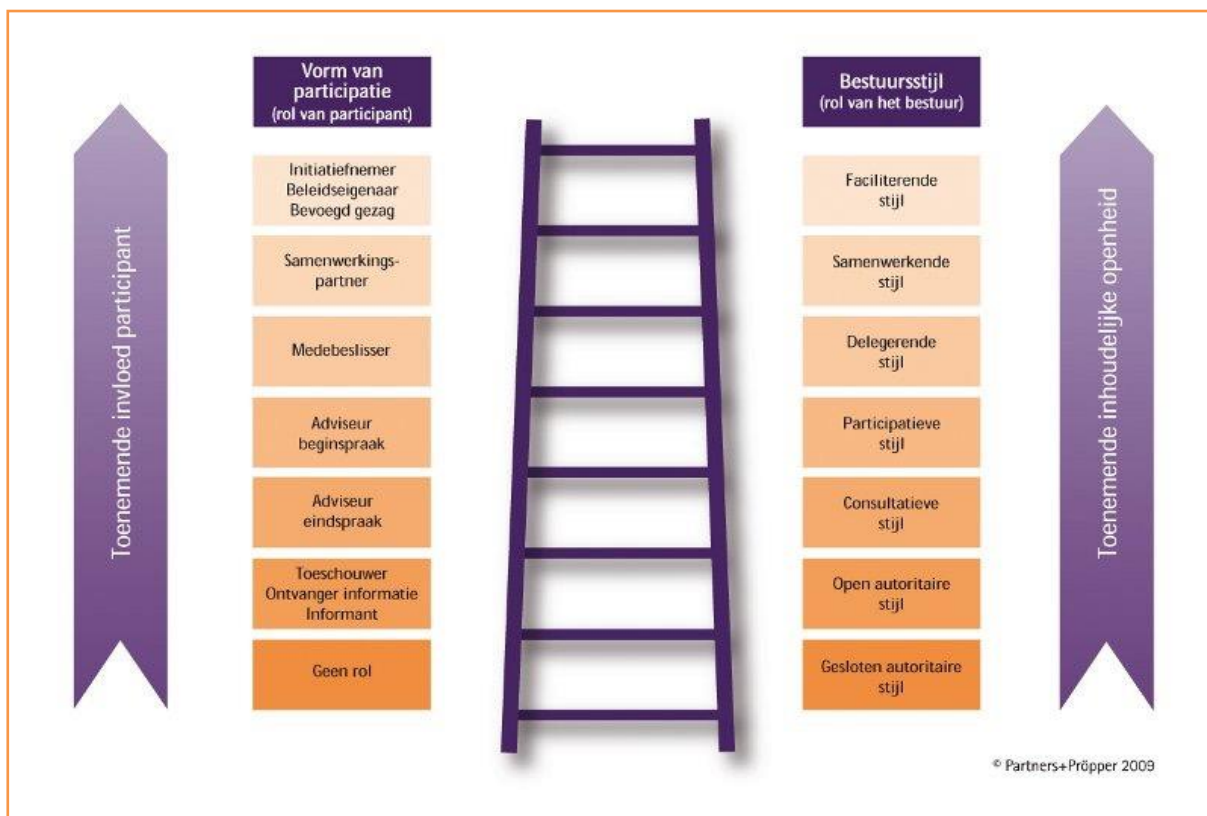 Vorm van
participatie
(rol van participant)
Bestuursstijl
(rol van het bestuur)
Toenemende invloed participant
Initiatiefnemer
Beleidseigenaar
Bevoegd gezag
Faciliterende
stijl
Samenwerkings-
partner
Samenwerkende
stijl
Medebeslisser
Delegerende
stijl
Adviseur
beginspraak
Participatieve
stijl
Adviseur
eindspraak
Consultatieve
stijl
Toeschouwer
Ontvanger informatie
Informant
Open autoritaire
stijl
Geen rol
Gesloten autoritaire
stijl
Toenemende inhoudelijke openheid
© Partners+Pröpper 2009